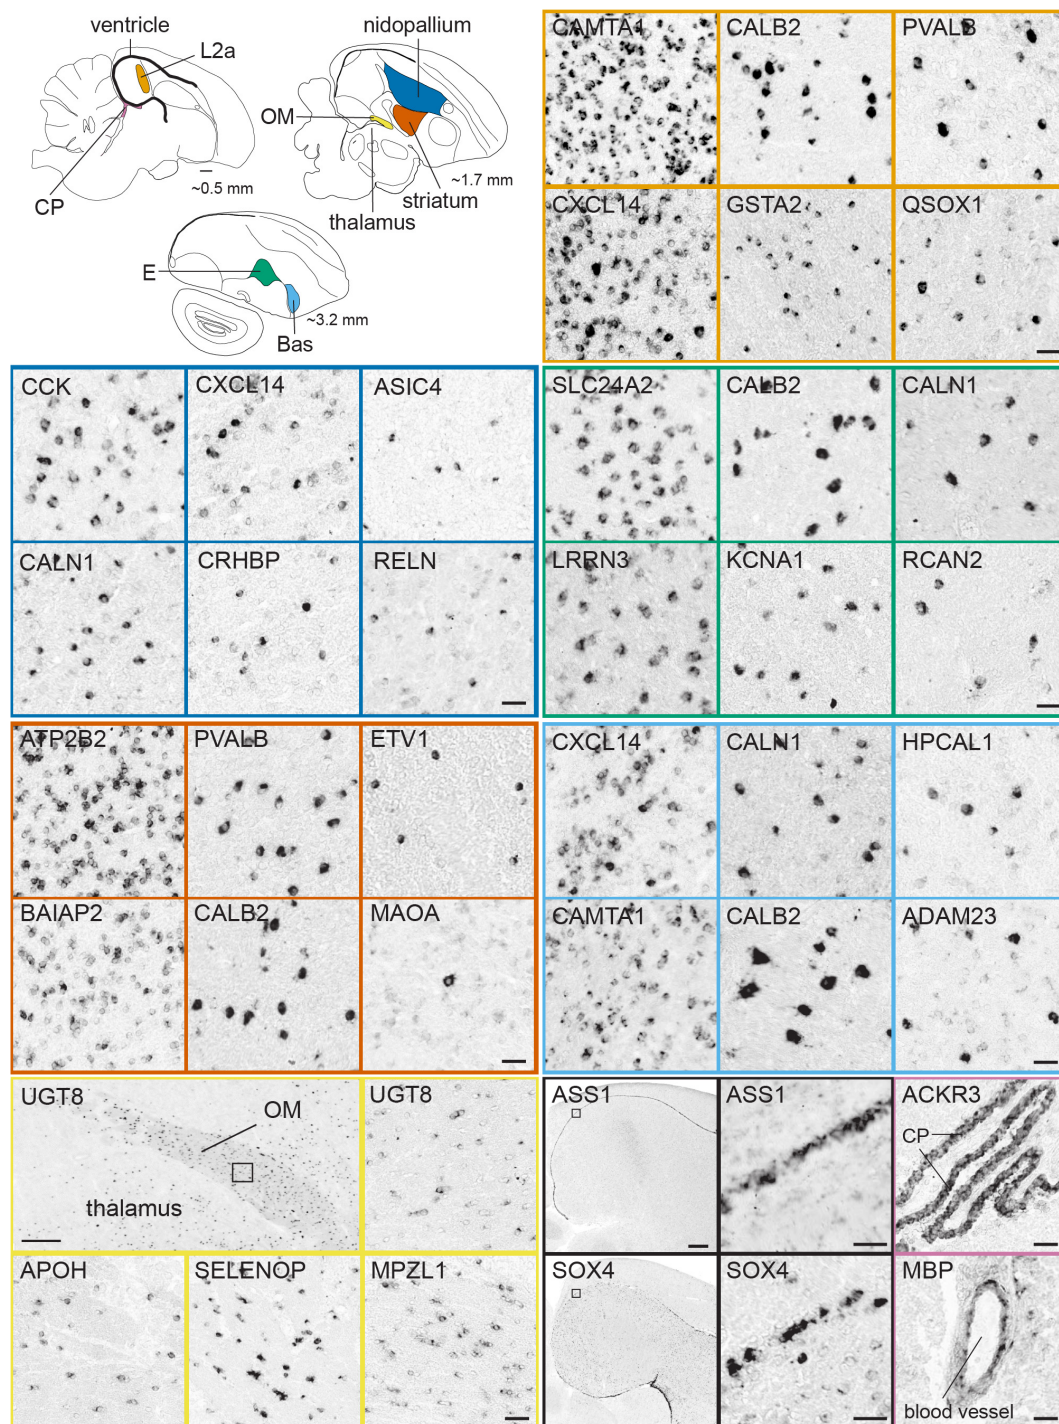 ventricle
L2a
CP
~0.5 mm
nidopallium
OM
~1.7 mm
striatum
thalamus
E
~3.2 mm
Bas
CAMTA1 CALB2 PVALB
CXCL14 GSTA2 QSOX1
CCK CXCL14 ASIC4
CALN1 CRHBP RELN
SLC24A2 CALB2 CALN1
LRRN3 KCNA1 RCAN2
ATP2B2 PVALB ETV1
BAIAP2 CALB2 MAOA
CXCL14 CALN1 HPCAL1
CAMTA1 CALB2 ADAM23
UGT8 OM UGT8
thalamus
APOH SELENOP MPZL1
ASS1 ASS1 ACKR3
CP
SOX4 SOX4 MBP
blood vessel